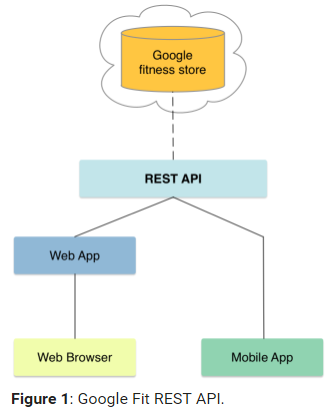 Google
fitness store
REST API
Web App
Web Browser
Mobile App
Figure 1: Google Fit REST API.